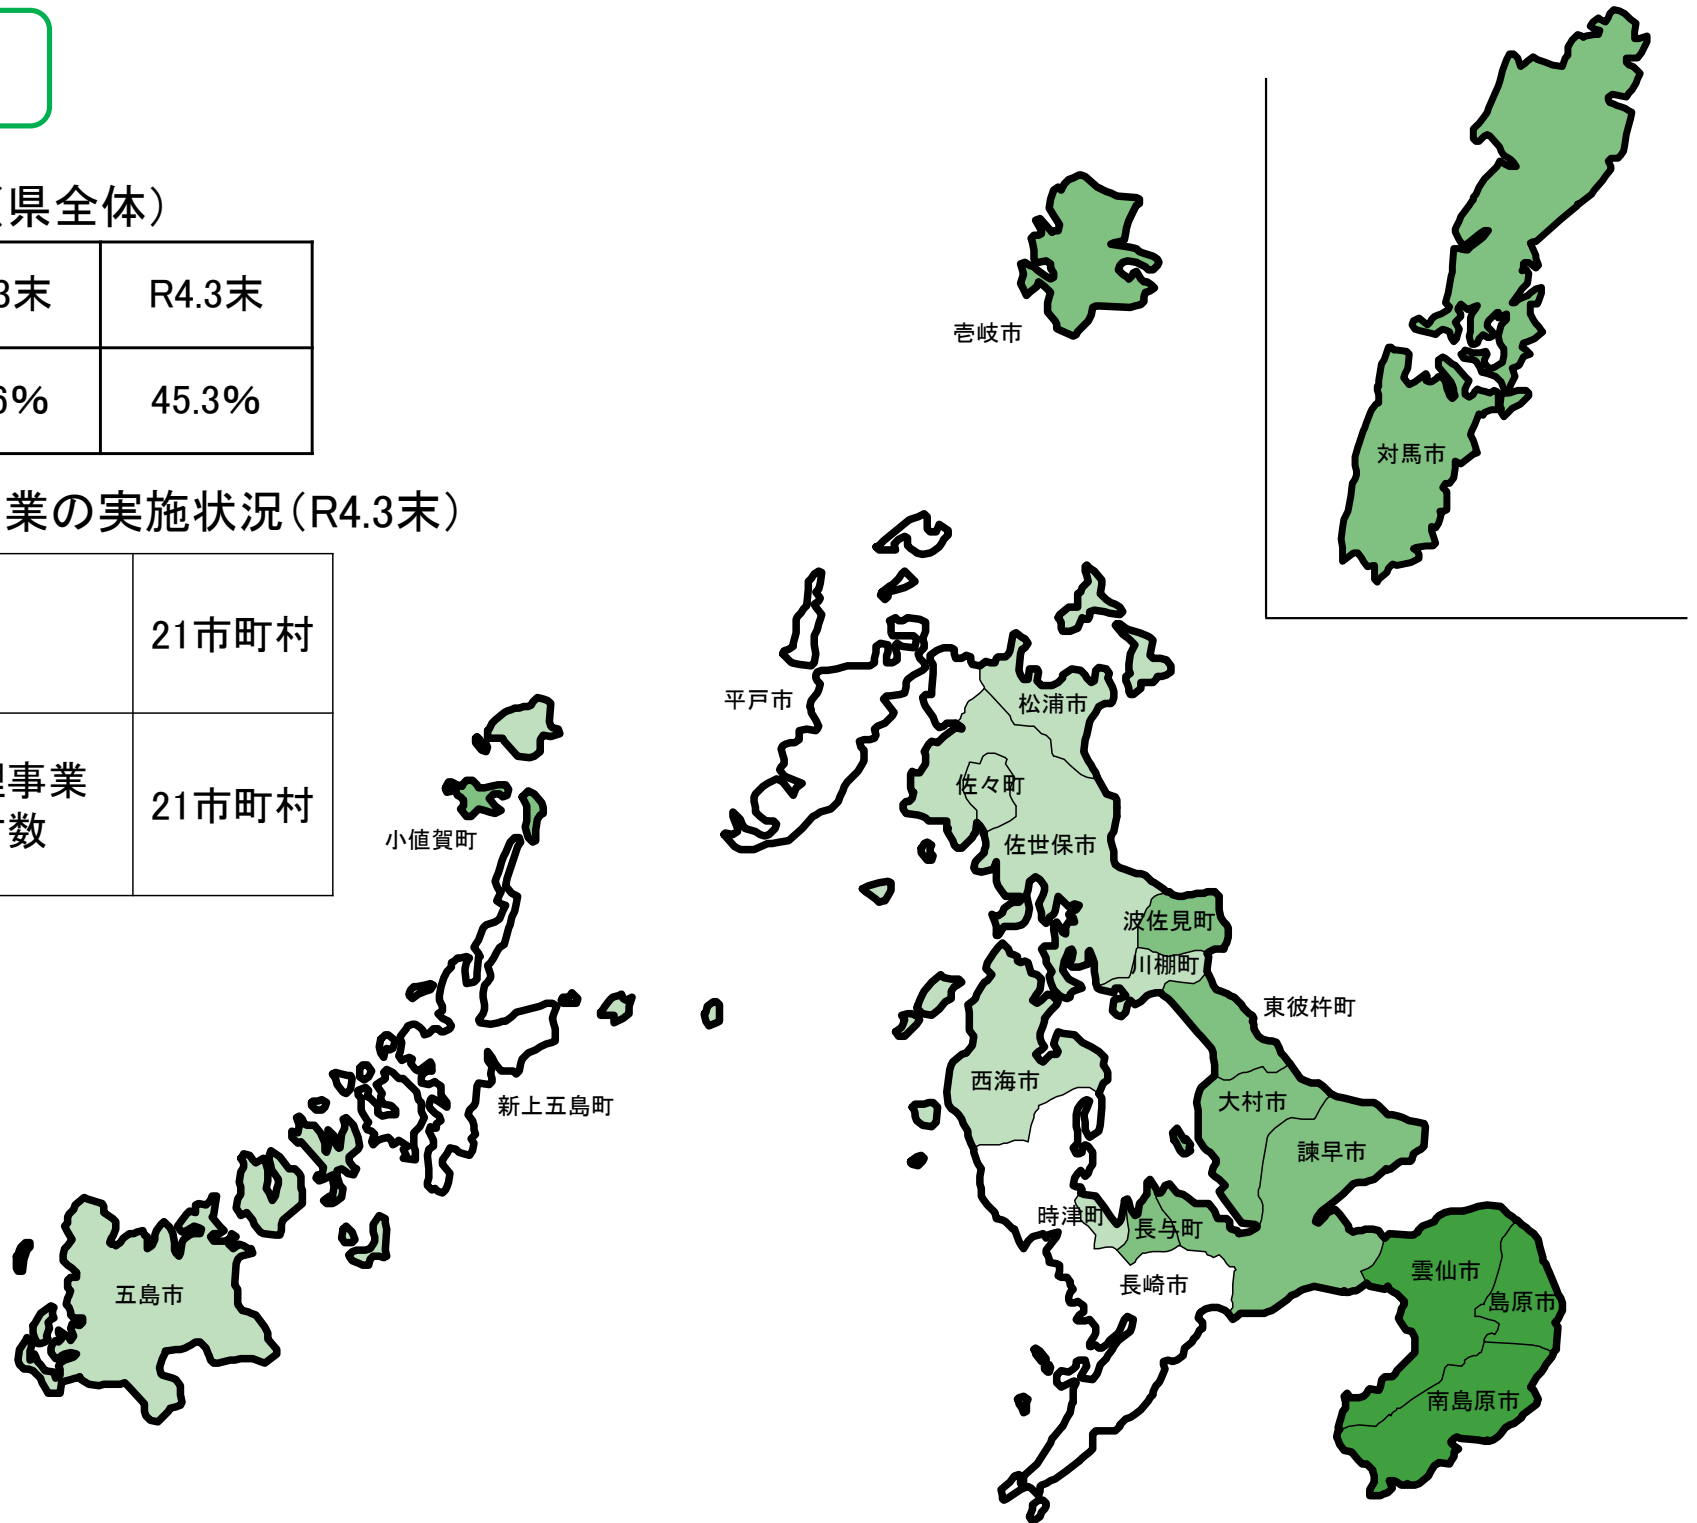 （県全体）
3末
R4.3末
6%
45.3%
業の実施状況（R4.3末）
21市町村
理事業
数
21市町村
壱岐市
対馬市
平戸市
松浦市
佐々町
小値賀町
佐世保市
波佐見町
川棚町
東彼杵町
西海市
新上五島町
大村市
諫早市
時津町
長与町
長崎市
雲仙市
五島市
島原市
南島原市